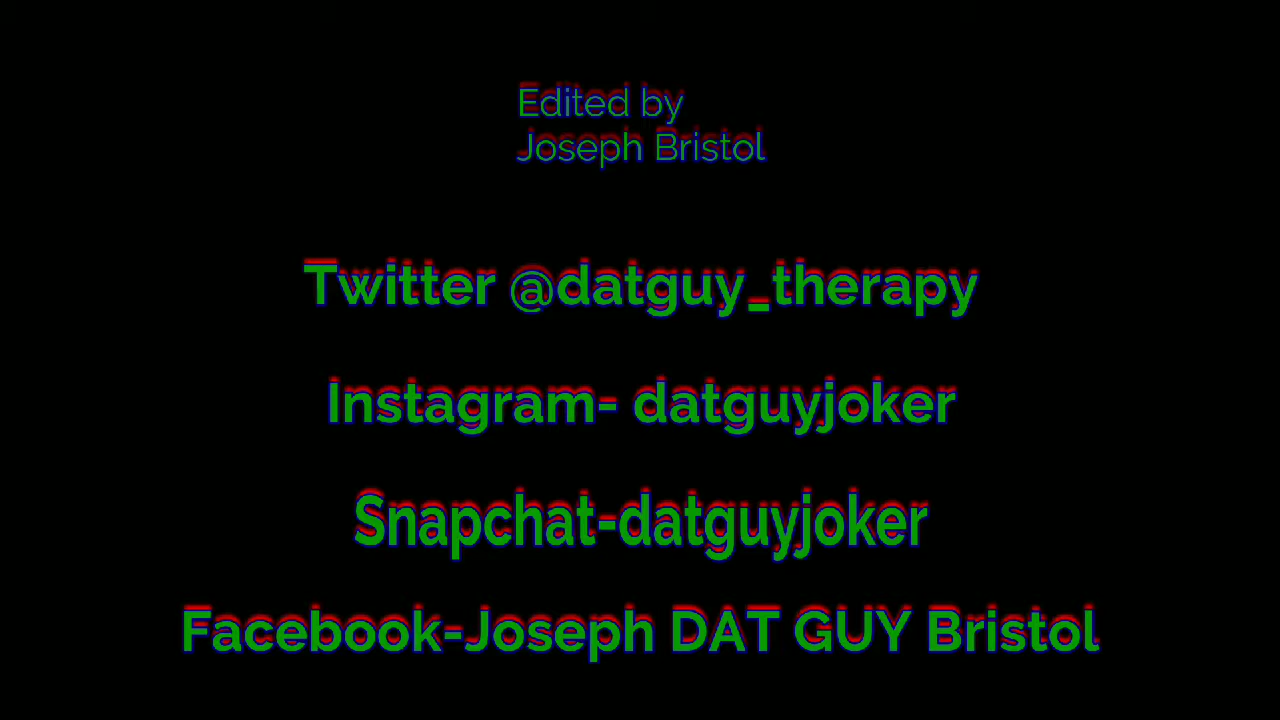 Edited by
Joseph Bristol
Twitter @datguy_therapy
Instagram- datguyjoker
Snapchat-datguyjoker
Facebook-Joseph DAT GUY Bristol